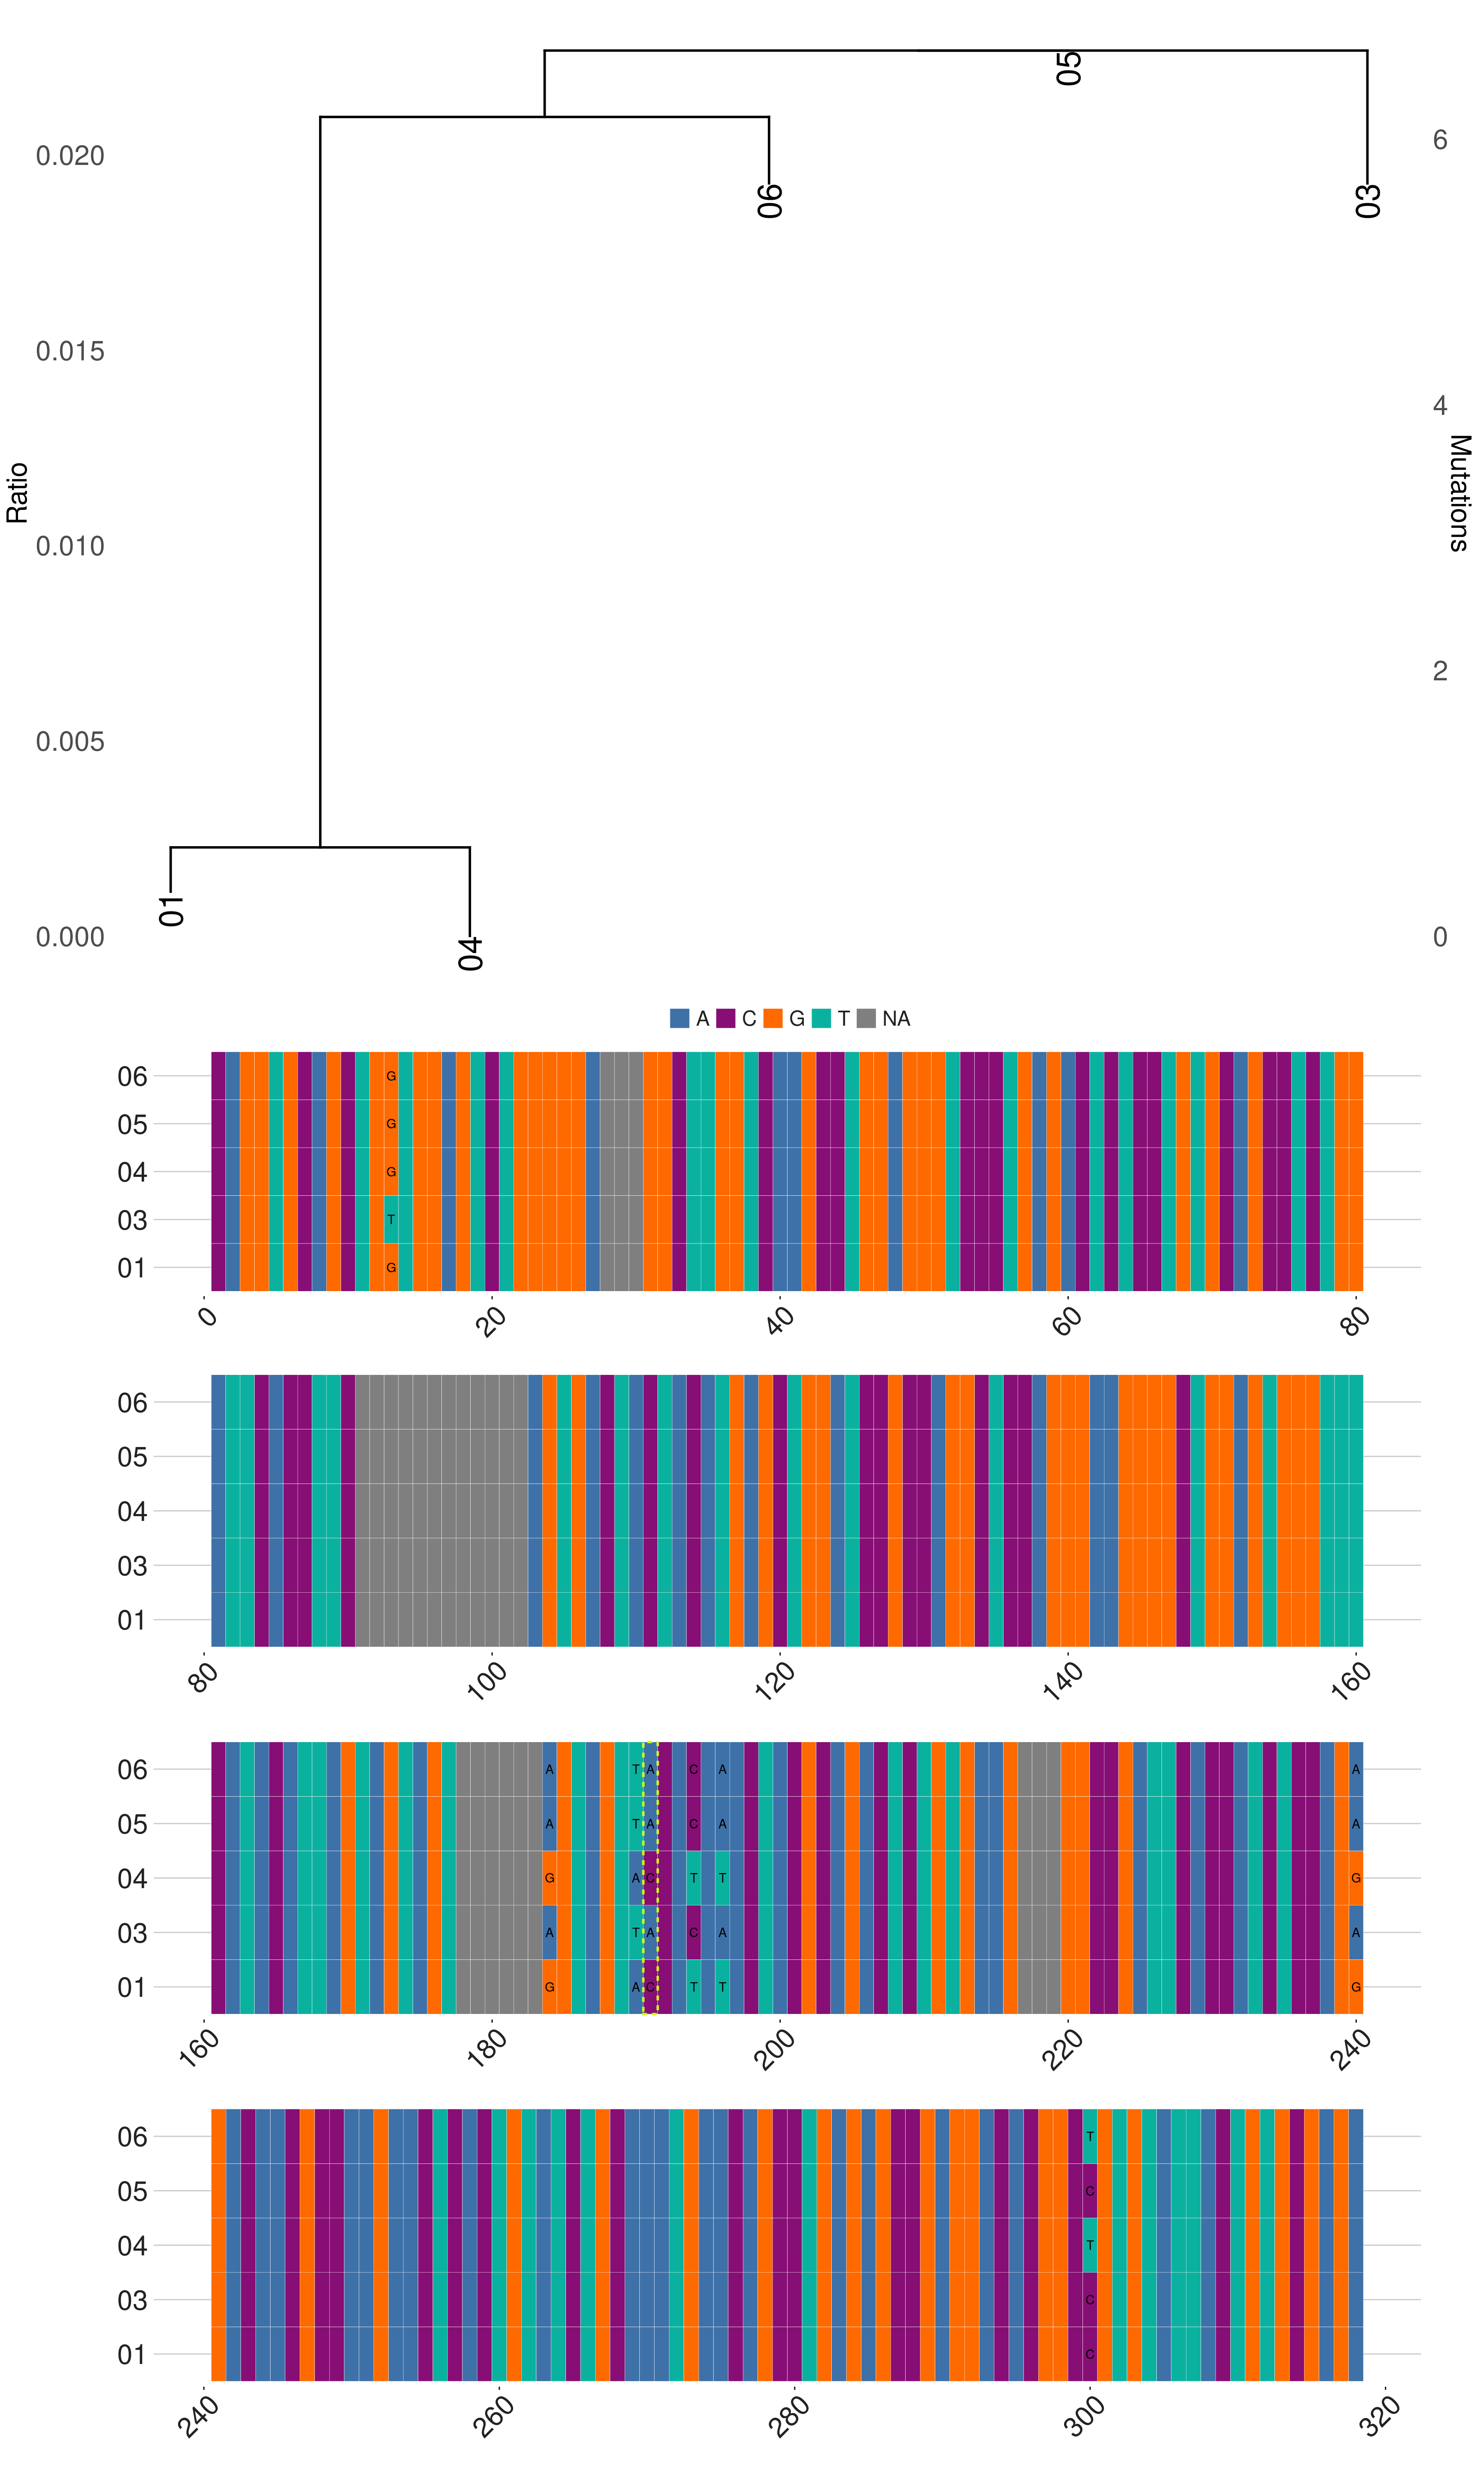 05
0.020
6
06
03
0.015
4
Ratio
Mutations
0.010
2
0.005
01
0.000
04
0
A C G T NA
06 G
05 G
04 G
03 T
01 G
0 20 40 60 80
06
05
04
03
01
80 100 120 140 160
06 A T A C A A
05 A T A C A A
04 G A C T T G
03 A T A C A A
01 G A C T T G
160 180 200 220 240
06 T
05 C
04 T
03 C
01 C
240 260 280 300 320